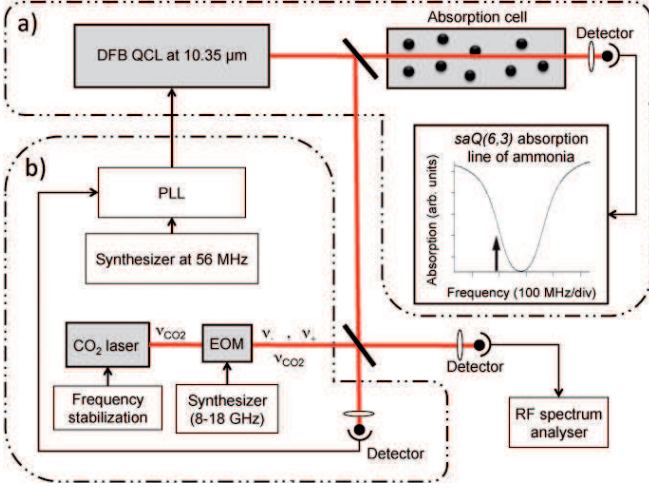 a)
DFB QCL at 10.35 µm
Absorption cell
Detector
saQ(6,3) absorption
line of ammonia
Absorption (arb. units)
Frequency (100 MHz/div)
b)
PLL
Synthesizer at 56 MHz
CO₂ laser
νCO2
EOM
ν₋ , ν₊
νCO2
Frequency
stabilization
Synthesizer
(8-18 GHz)
Detector
Detector
RF spectrum
analyser